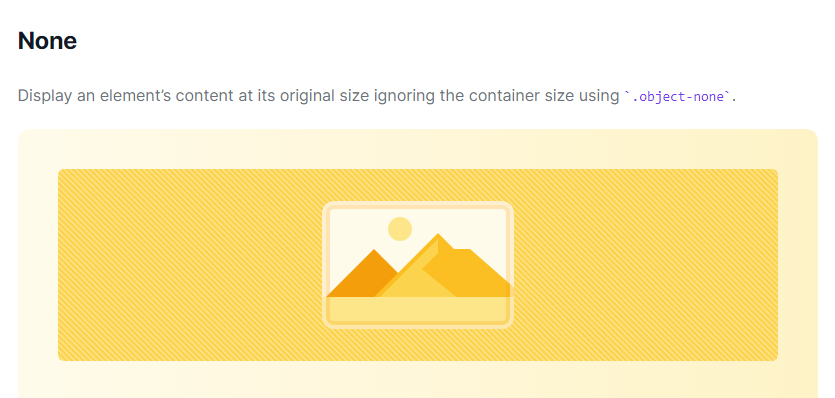 None
Display an element’s content at its original size ignoring the container size using `.object-none`.